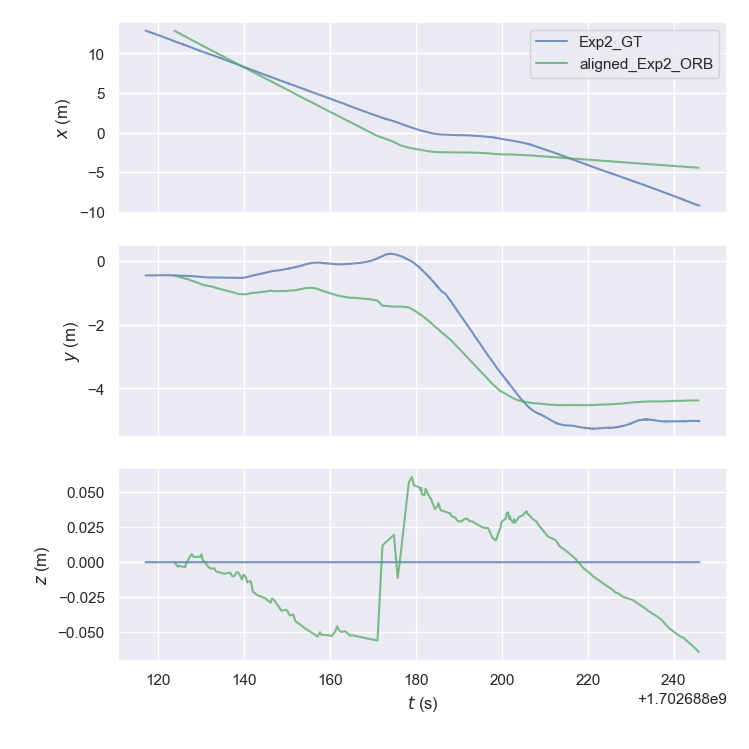 Exp2_GT
aligned_Exp2_ORB
x (m)
10
5
0
−5
−10
y (m)
0
−2
−4
z (m)
0.050
0.025
0.000
−0.025
−0.050
120 140 160 180 200 220 240
t (s)
+1.702688e9